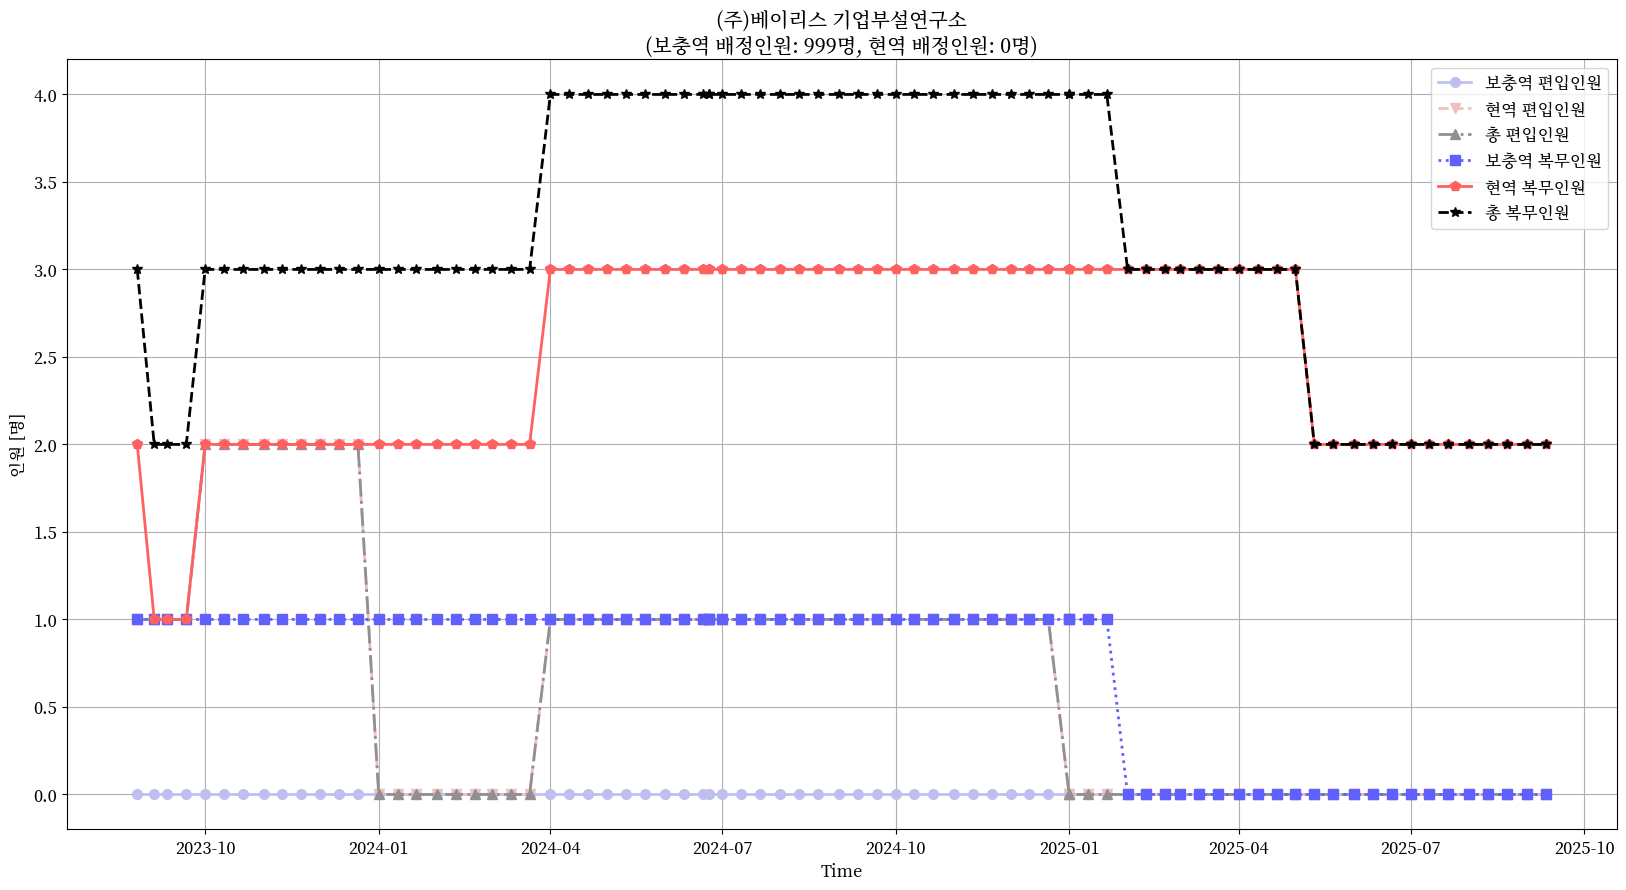 (주)베이리스 기업부설연구소
(보충역 배정인원: 999명, 현역 배정인원: 0명)
보충역 편입인원
현역 편입인원
총 편입인원
보충역 복무인원
현역 복무인원
총 복무인원
인원 [명]
4.0
3.5
3.0
2.5
2.0
1.5
1.0
0.5
0.0
2023-10 2024-01 2024-04 2024-07 2024-10 2025-01 2025-04 2025-07 2025-10
Time